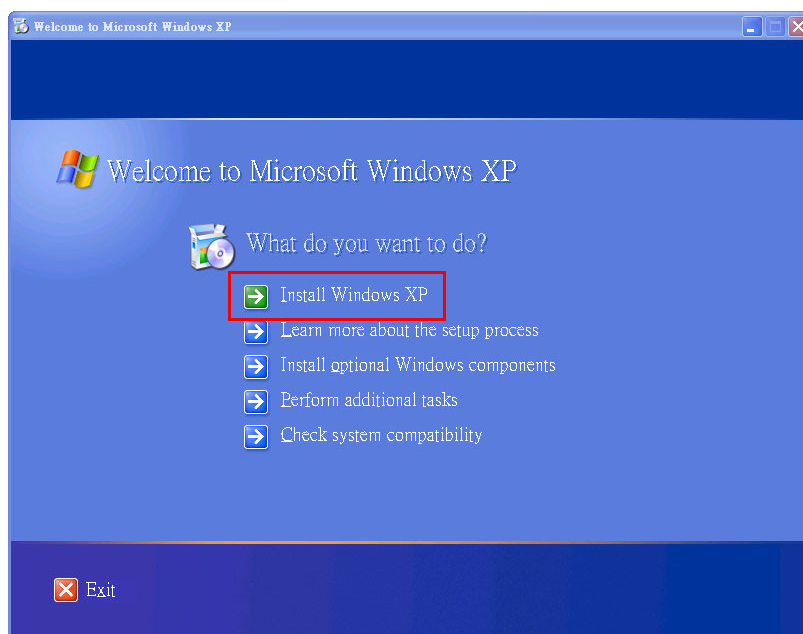 Welcome to Microsoft Windows XP
Welcome to Microsoft Windows XP
What do you want to do?
Install Windows XP
Learn more about the setup process
Install optional Windows components
Perform additional tasks
Check system compatibility
Exit